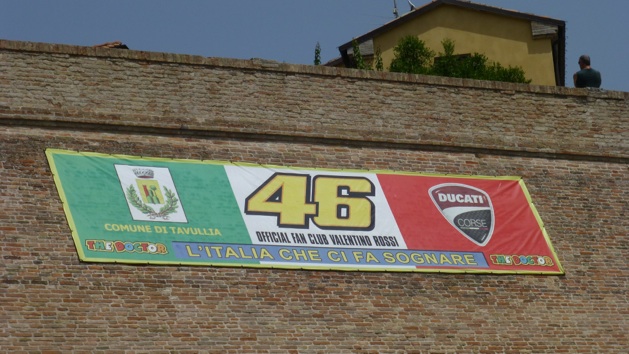 COMUNE DI TAVULLIA
THE DOCTOR
46
OFFICIAL FAN CLUB VALENTINO ROSSI
DUCATI
CORSE
L'ITALIA CHE CI FA SOGNARE
THE DOCTOR